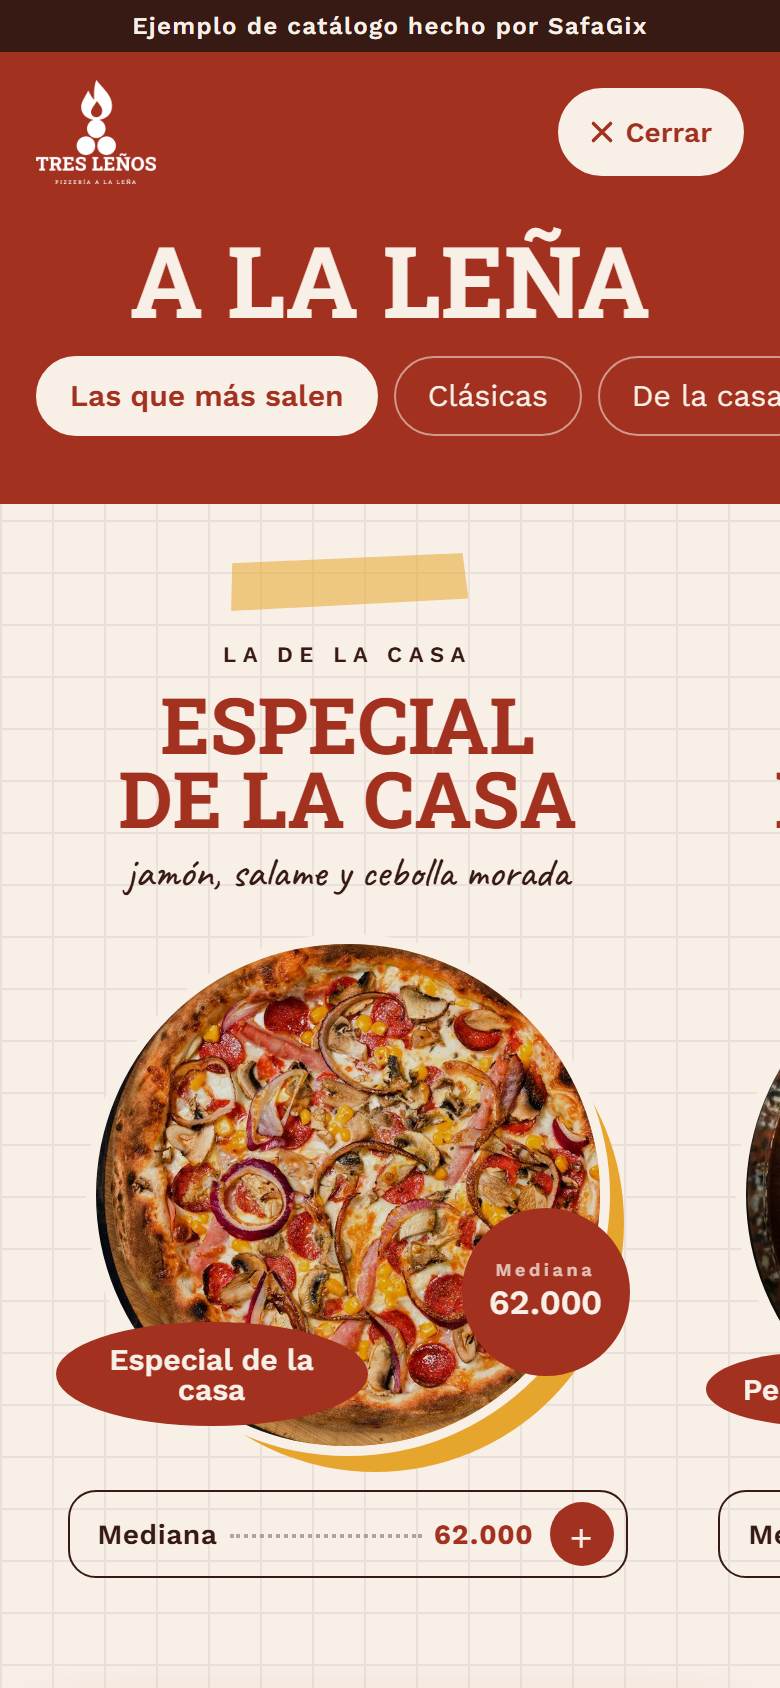 Ejemplo de catálogo hecho por SafaGix
TRES LEÑOS
PIZZERÍA A LA LEÑA
Cerrar
A LA LEÑA
Las que más salen
Clásicas
De la casa
LA DE LA CASA
ESPECIAL
DE LA CASA
jamón, salame y cebolla morada
Mediana
62.000
Especial de la
casa
Pe
Mediana 62.000 +
Me